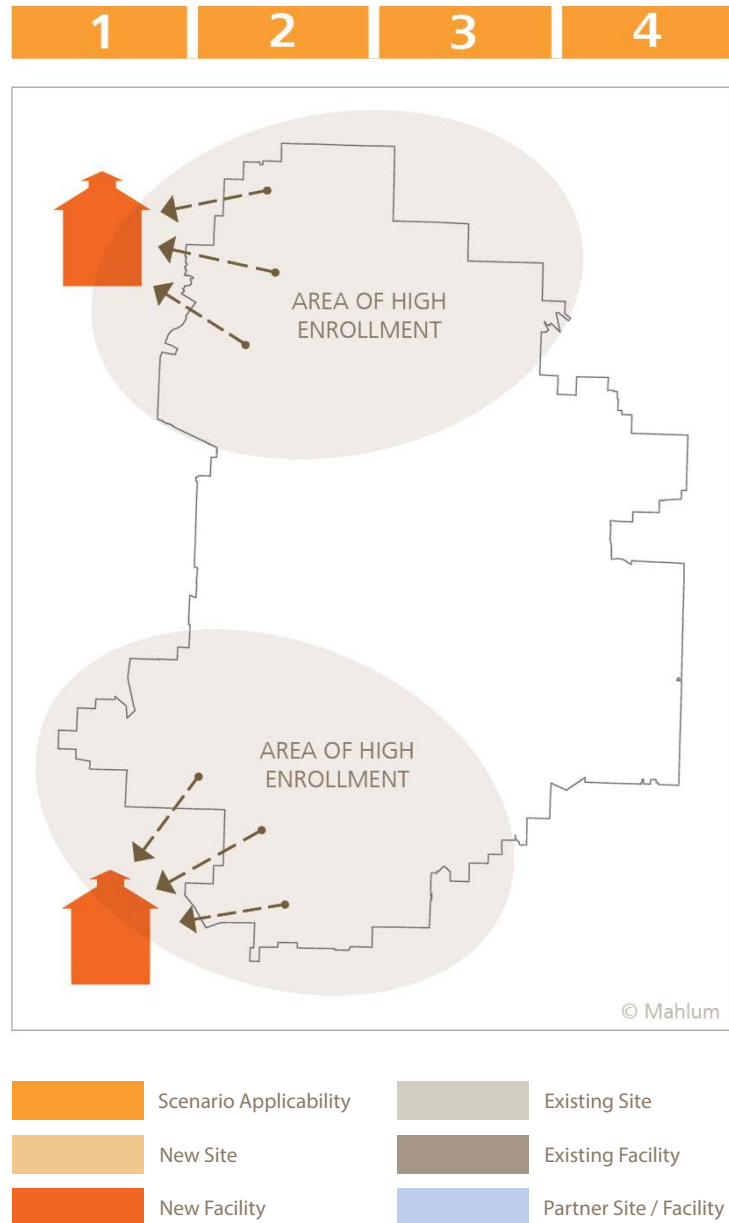 1 2 3 4
AREA OF HIGH
ENROLLMENT
AREA OF HIGH
ENROLLMENT
© Mahlum
Scenario Applicability
Existing Site
New Site
Existing Facility
New Facility
Partner Site / Facility